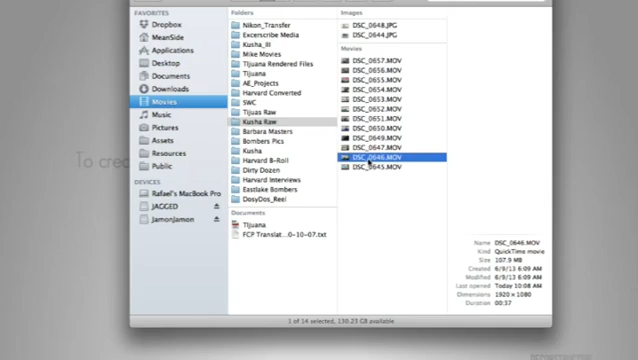 FAVORITES
Dropbox
MeanSide
Applications
Desktop
Documents
Downloads
Movies
Music
Pictures
Assets
Resources
Public
DEVICES
Rafael's MacBook Pro
JAGGED
JamonJamon
Folders
Nikon_Transfer
Excerscribe Media
Kusha_III
Mike Movies
Tijuana Rendered Files
Tijuana
AE_Projects
Harvard Converted
SWC
Tijuas Raw
Kusha Raw
Barbara Masters
Bombers Pics
Kusha
Harvard B-Roll
Dirty Dozen
Harvard Interviews
Eastlake Bombers
DosyDos_Reel
Documents
Tijuana
FCP Translat...0-10-07.txt
Images
DSC_0648.JPG
DSC_0644.JPG
Movies
DSC_0657.MOV
DSC_0656.MOV
DSC_0655.MOV
DSC_0654.MOV
DSC_0653.MOV
DSC_0652.MOV
DSC_0651.MOV
DSC_0650.MOV
DSC_0649.MOV
DSC_0647.MOV
DSC_0646.MOV
DSC_0645.MOV
Name DSC_0646.MOV
Kind QuickTime movie
Size 107.9 MB
Created 6/9/13 6:09 AM
Modified 6/9/13 6:09 AM
Last opened Today 10:08 AM
Dimensions 1920 × 1080
Duration 00:37
1 of 14 selected, 130.23 GB available
To crea